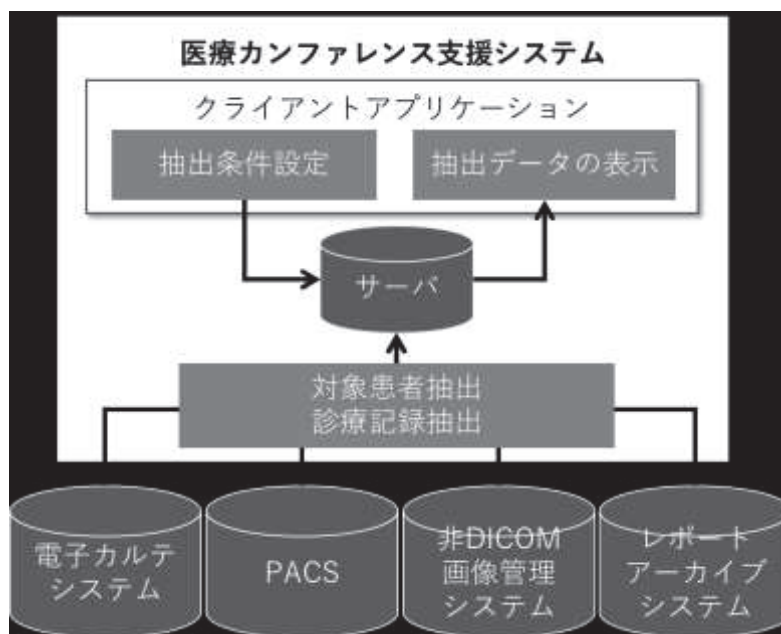 医療カンファレンス支援システム
クライアントアプリケーション
抽出条件設定
抽出データの表示
サーバ
対象患者抽出
診療記録抽出
電子カルテ
システム
PACS
非DICOM
画像管理
システム
レポート
アーカイブ
システム